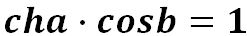 cha · cosb = 1